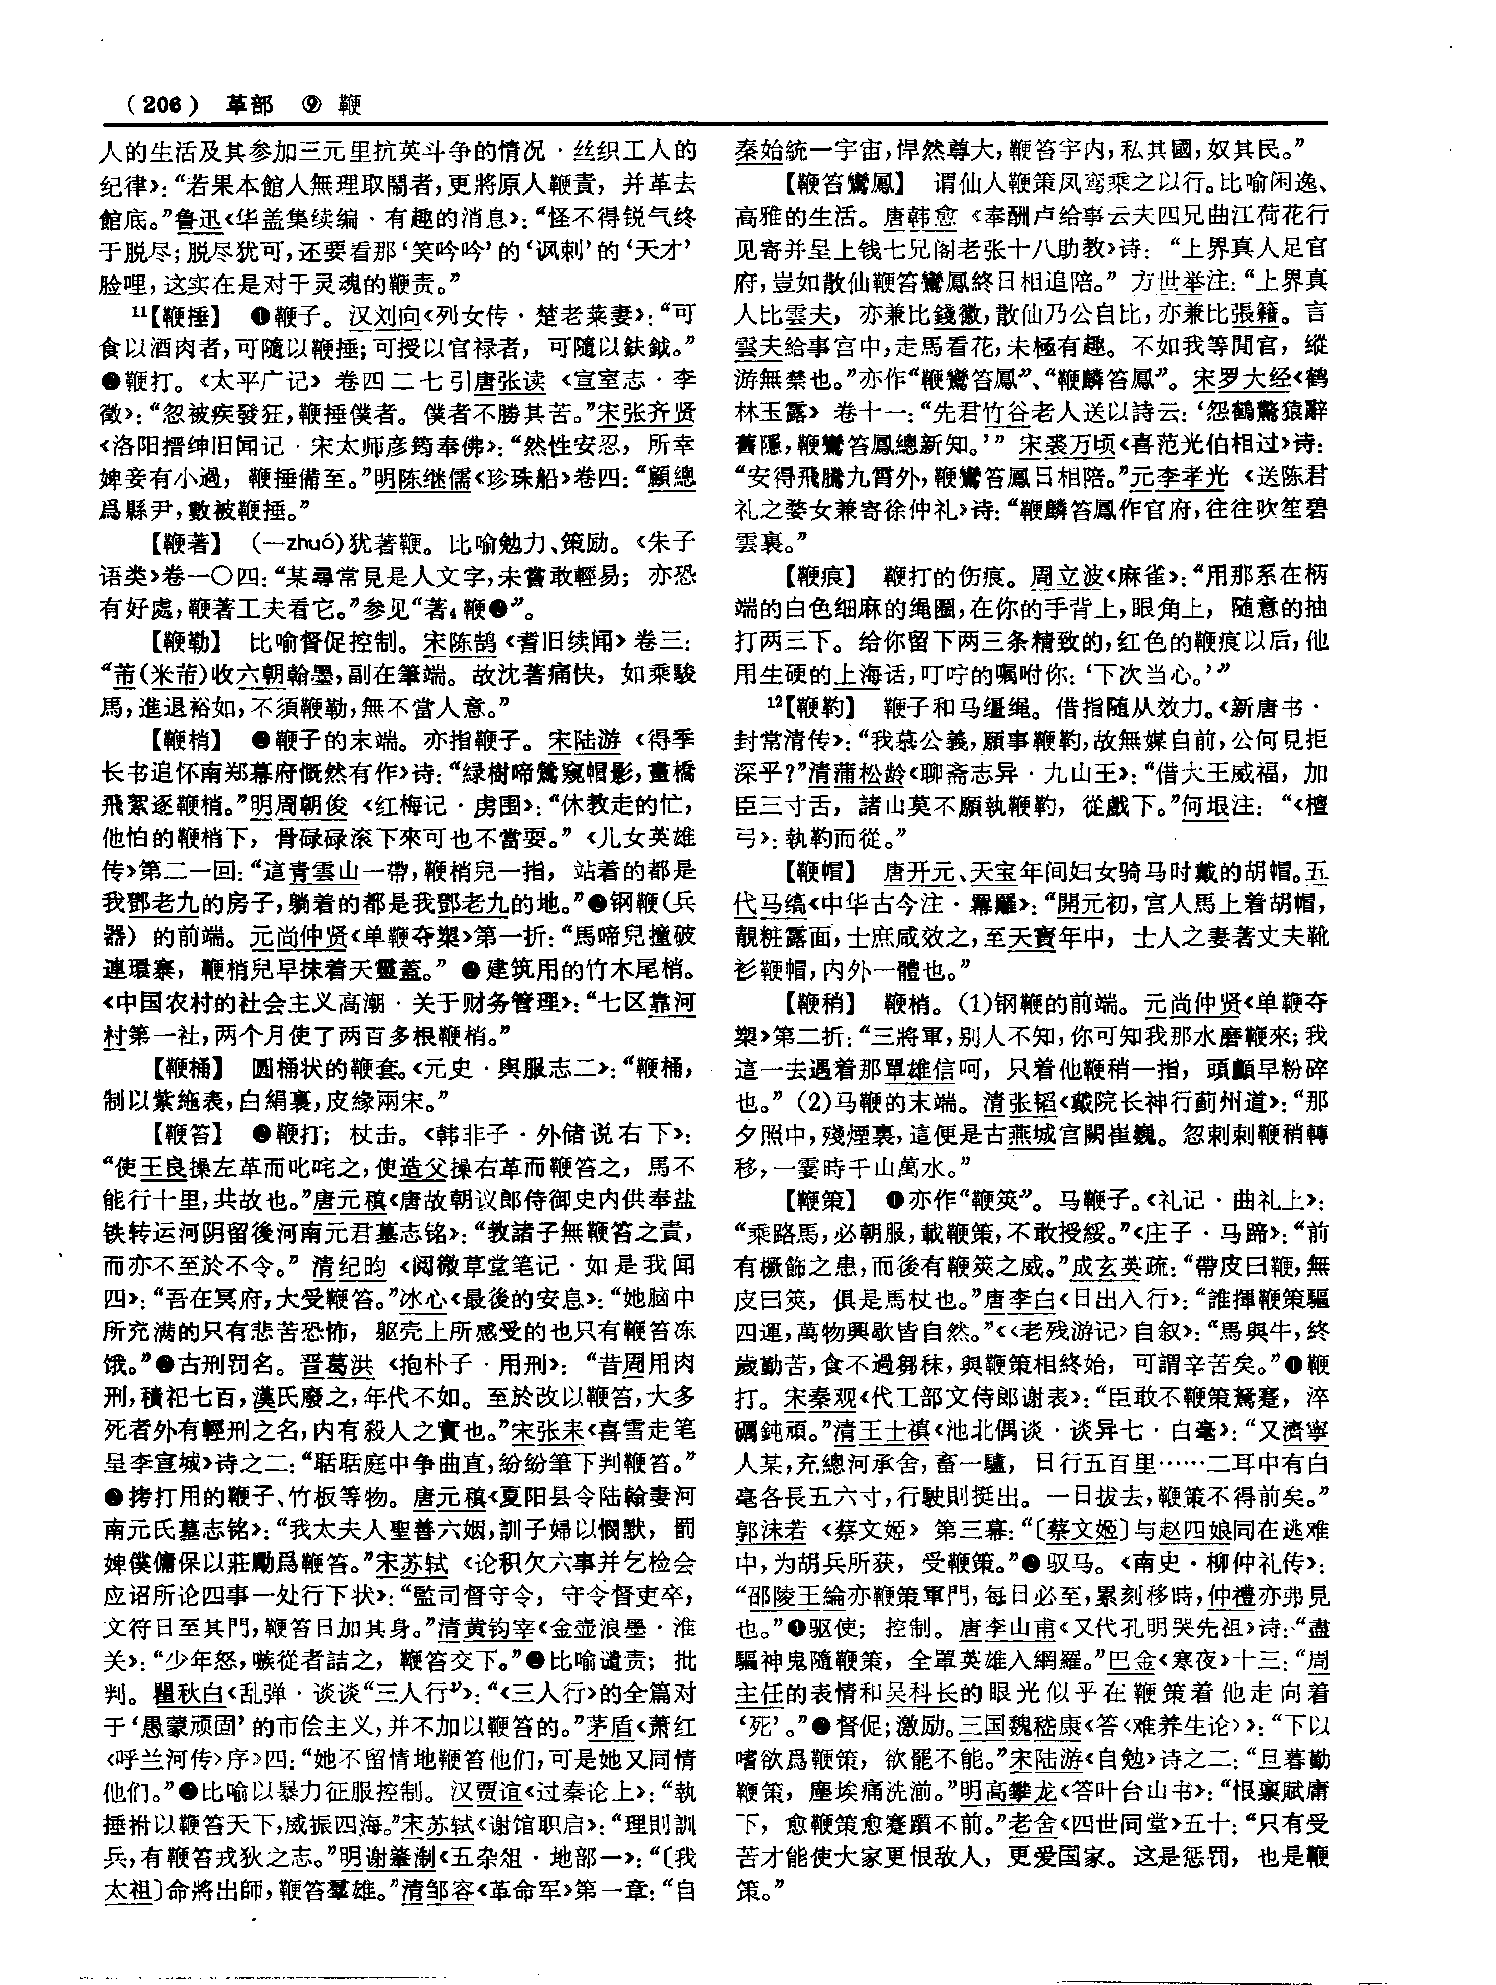 （206） 革部 ⑨ 鞭
人的生活及其参加三元里抗英斗争的情况·丝织工人的
纪律》：“若果本館人無理取鬧者，更將原人鞭責，并革去
館底。”鲁迅《华盖集续编·有趣的消息》：“怪不得锐气终
于脱尽；脱尽犹可，还要看那‘笑吟吟’的‘讽刺’的‘天才’
脸哩，这实在是对于灵魂的鞭责。”
11【鞭捶】 ❶鞭子。汉刘向《列女传·楚老莱妻》：“可
食以酒肉者，可隨以鞭捶；可授以官禄者，可隨以鈇鉞。”
❷鞭打。《太平广记》卷四二七引唐张读《宣室志·李
徵》：“忽被疾發狂，鞭捶僕者。僕者不勝其苦。”宋张齐贤
《洛阳搢绅旧闻记·宋太师彦筠奉佛》：“然性安忍，所幸
婢妾有小過，鞭捶備至。”明陈继儒《珍珠船》卷四：“顧總
爲縣尹，數被鞭捶。”
【鞭著】 （—zhuó）犹著鞭。比喻勉力、策励。《朱子
语类》卷一〇四：“某尋常見是人文字，未嘗敢輕易；亦恐
有好處，鞭著工夫看它。”参见“著4鞭❷”。
【鞭勒】 比喻督促控制。宋陈鹄《耆旧续闻》卷三：
“芾（米芾）收六朝翰墨，副在筆端。故沈著痛快，如乘駿
馬，進退裕如，不須鞭勒，無不當人意。”
【鞭梢】 ❶鞭子的末端。亦指鞭子。宋陆游《得季
长书追怀南郑幕府慨然有作》诗：“緑樹啼鶯窺帽影，畫橋
飛絮逐鞭梢。”明周朝俊《红梅记·虏围》：“休教走的忙，
他怕的鞭梢下，骨碌碌滚下來可也不當耍。”《儿女英雄
传》第二一回：“這青雲山一帶，鞭梢兒一指，站着的都是
我鄧老九的房子，躺着的都是我鄧老九的地。”❷钢鞭（兵
器）的前端。元尚仲贤《单鞭夺槊》第一折：“馬啼兒撞破
連環寨，鞭梢兒早抹着天靈蓋。”❸建筑用的竹木尾梢。
《中国农村的社会主义高潮·关于财务管理》：“七区靠河
村第一社，两个月使了两百多根鞭梢。”
【鞭桶】 圆桶状的鞭套。《元史·舆服志二》：“鞭桶，
制以紫絁表，白絹裏，皮緣兩末。”
【鞭笞】 ❶鞭打；杖击。《韩非子·外储说右下》：
“使王良操左革而叱咤之，使造父操右革而鞭笞之，馬不
能行十里，共故也。”唐元稹《唐故朝议郎侍御史内供奉盐
铁转运河阴留後河南元君墓志铭》：“教諸子無鞭笞之責，
而亦不至於不令。”清纪昀《阅微草堂笔记·如是我闻
四》：“吾在冥府，大受鞭笞。”冰心《最後的安息》：“她脑中
所充满的只有悲苦恐怖，躯壳上所感受的也只有鞭笞冻
饿。”❷古刑罚名。晋葛洪《抱朴子·用刑》：“昔周用肉
刑，積祀七百，漢氏廢之，年代不如。至於改以鞭笞，大多
死者外有輕刑之名，内有殺人之實也。”宋张耒《喜雪走笔
呈李宣城》诗之二：“聒聒庭中争曲直，紛紛筆下判鞭笞。”
❸拷打用的鞭子、竹板等物。唐元稹《夏阳县令陆翰妻河
南元氏墓志铭》：“我太夫人聖善六姻，訓子婦以憫默，罰
婢僕傭保以莊勵爲鞭笞。”宋苏轼《论积欠六事并乞检会
应诏所论四事一处行下状》：“監司督守令，守令督吏卒，
文符日至其門，鞭笞日加其身。”清黄钧宰《金壶浪墨·淮
关》：“少年怒，嗾從者詰之，鞭笞交下。”❹比喻谴责；批
判。瞿秋白《乱弹·谈谈“三人行”》：“《三人行》的全篇对
于‘愚蒙顽固’的市侩主义，并不加以鞭笞的。”茅盾《萧红
〈呼兰河传〉序》四：“她不留情地鞭笞他们，可是她又同情
他们。”❺比喻以暴力征服控制。汉贾谊《过秦论上》：“執
捶拊以鞭笞天下，威振四海。”宋苏轼《谢馆职启》：“理則訓
兵，有鞭笞戎狄之志。”明谢肇淛《五杂俎·地部一》：“〔我
太祖〕命將出師，鞭笞羣雄。”清邹容《革命军》第一章：“自
秦始統一宇宙，悍然尊大，鞭笞宇内，私其國，奴其民。”
【鞭笞鸞鳳】 谓仙人鞭策凤鸾乘之以行。比喻闲逸、
高雅的生活。唐韩愈《奉酬卢给事云夫四兄曲江荷花行
见寄并呈上钱七兄阁老张十八助教》诗：“上界真人足官
府，豈如散仙鞭笞鸞鳳終日相追陪。”方世举注：“上界真
人比雲夫，亦兼比錢徽，散仙乃公自比，亦兼比張籍。言
雲夫給事宫中，走馬看花，未極有趣。不如我等閒官，縱
游無禁也。”亦作“鞭鸞笞鳳”、“鞭麟笞鳳”。宋罗大经《鹤
林玉露》卷十一：“先君竹谷老人送以詩云：‘怨鶴驚猿辭
舊隱，鞭鸞笞鳳總新知。’”宋裘万顷《喜范光伯相过》诗：
“安得飛騰九霄外，鞭鸞笞鳳日相陪。”元李孝光《送陈君
礼之婺女兼寄徐仲礼》诗：“鞭麟笞鳳作官府，往往吹笙碧
雲裏。”
【鞭痕】 鞭打的伤痕。周立波《麻雀》：“用那系在柄
端的白色细麻的绳圈，在你的手背上，眼角上，随意的抽
打两三下。给你留下两三条精致的，红色的鞭痕以后，他
用生硬的上海话，叮咛的嘱咐你：‘下次当心。’”
12【鞭靮】 鞭子和马缰绳。借指随从效力。《新唐书·
封常清传》：“我慕公義，願事鞭靮，故無媒自前，公何見拒
深乎？”清蒲松龄《聊斋志异·九山王》：“借大王威福，加
臣三寸舌，諸山莫不願執鞭靮，從戲下。”何垠注：“《檀
弓》：執靮而從。”
【鞭帽】 唐开元、天宝年间妇女骑马时戴的胡帽。五
代马缟《中华古今注·羃䍦》：“開元初，宫人馬上着胡帽，
靚粧露面，士庶咸效之，至天寶年中，士人之妻著丈夫靴
衫鞭帽，内外一體也。”
【鞭稍】 鞭梢。（1）钢鞭的前端。元尚仲贤《单鞭夺
槊》第二折：“三將軍，别人不知，你可知我那水磨鞭來；我
這一去遇着那單雄信呵，只着他鞭稍一指，頭顱早粉碎
也。”（2）马鞭的末端。清张韬《戴院长神行蓟州道》：“那
夕照中，殘煙裏，這便是古燕城宫闕崔巍。忽刺刺鞭稍轉
移，一霎時千山萬水。”
【鞭策】 ❶亦作“鞭筴”。马鞭子。《礼记·曲礼上》：
“乘路馬，必朝服，載鞭策，不敢授綏。”《庄子·马蹄》：“前
有橛飾之患，而後有鞭筴之威。”成玄英疏：“帶皮曰鞭，無
皮曰筴，俱是馬杖也。”唐李白《日出入行》：“誰揮鞭策驅
四運，萬物興歇皆自然。”《〈老残游记〉自叙》：“馬與牛，終
歲勤苦，食不過芻秣，與鞭策相終始，可謂辛苦矣。”❷鞭
打。宋秦观《代工部文侍郎谢表》：“臣敢不鞭策駑蹇，淬
礪鈍頑。”清王士禛《池北偶谈·谈异七·白毫》：“又濟寧
人某，充總河承舍，畜一驢，日行五百里……二耳中有白
毫各長五六寸，行駛則挺出。一日拔去，鞭策不得前矣。”
郭沫若《蔡文姬》第三幕：“〔蔡文姬〕与赵四娘同在逃难
中，为胡兵所获，受鞭策。”❸驭马。《南史·柳仲礼传》：
“邵陵王綸亦鞭策軍門，每日必至，累刻移時，仲禮亦弗見
也。”❹驱使；控制。唐李山甫《又代孔明哭先祖》诗：“盡
驅神鬼隨鞭策，全罩英雄入網羅。”巴金《寒夜》十三：“周
主任的表情和吴科长的眼光似乎在鞭策着他走向着
‘死’。”❺督促；激励。三国魏嵇康《答〈难养生论〉》：“下以
嗜欲爲鞭策，欲罷不能。”宋陆游《自勉》诗之二：“旦暮勤
鞭策，塵埃痛洗湔。”明高攀龙《答叶台山书》：“恨禀賦庸
下，愈鞭策愈蹇躓不前。”老舍《四世同堂》五十：“只有受
苦才能使大家更恨敌人，更爱国家。这是惩罚，也是鞭
策。”